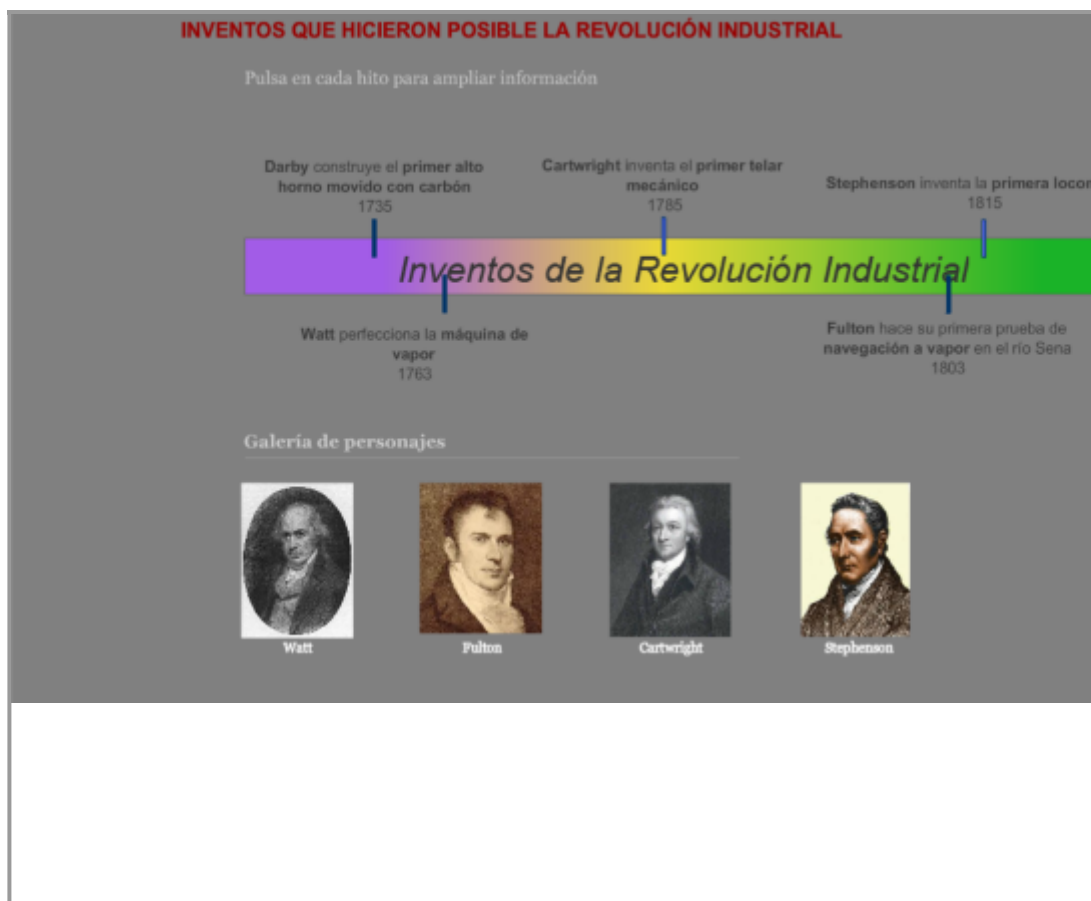 INVENTOS QUE HICIERON POSIBLE LA REVOLUCIÓN INDUSTRIAL
Pulsa en cada hito para ampliar información
Darby construye el primer alto
horno movido con carbón
1735
Cartwright inventa el primer telar
mecánico
1785
Stephenson inventa la primera locor
1815
Inventos de la Revolución Industrial
Watt perfecciona la máquina de
vapor
1763
Fulton hace su primera prueba de
navegación a vapor en el río Sena
1803
Galería de personajes
Watt
Fulton
Cartwright
Stephenson